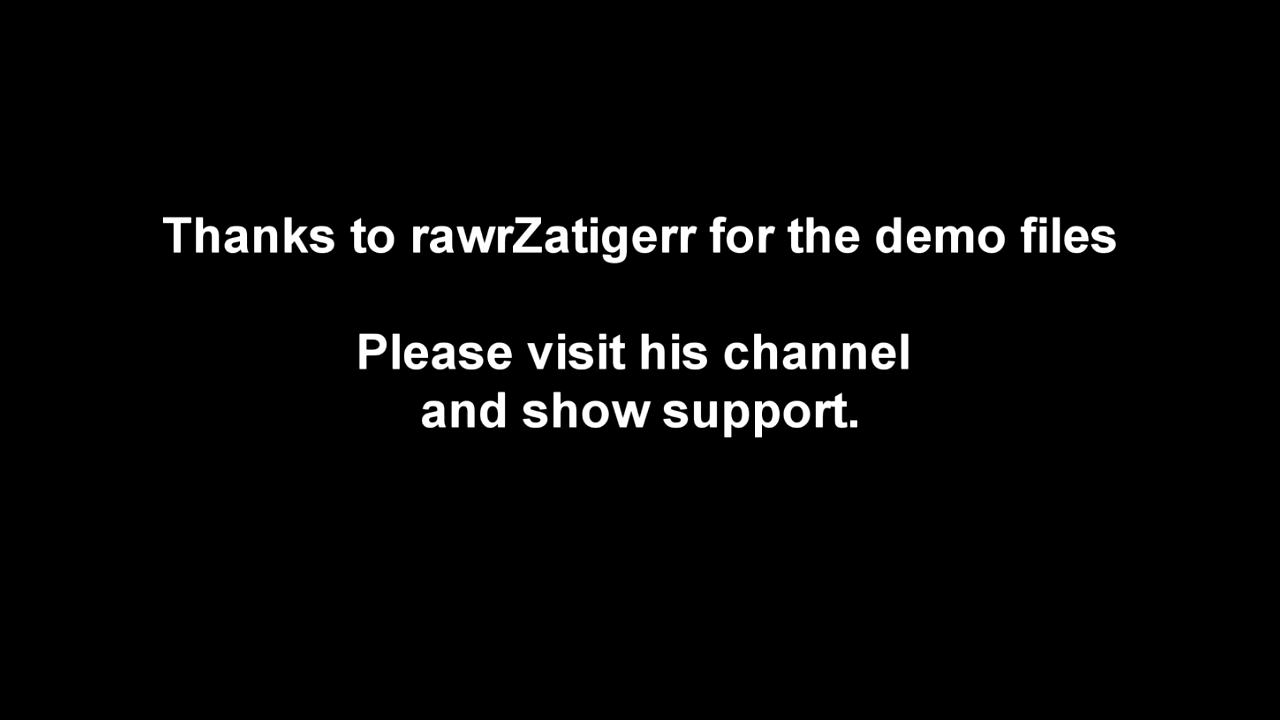 Thanks to rawrZatigerr for the demo files
Please visit his channel
and show support.